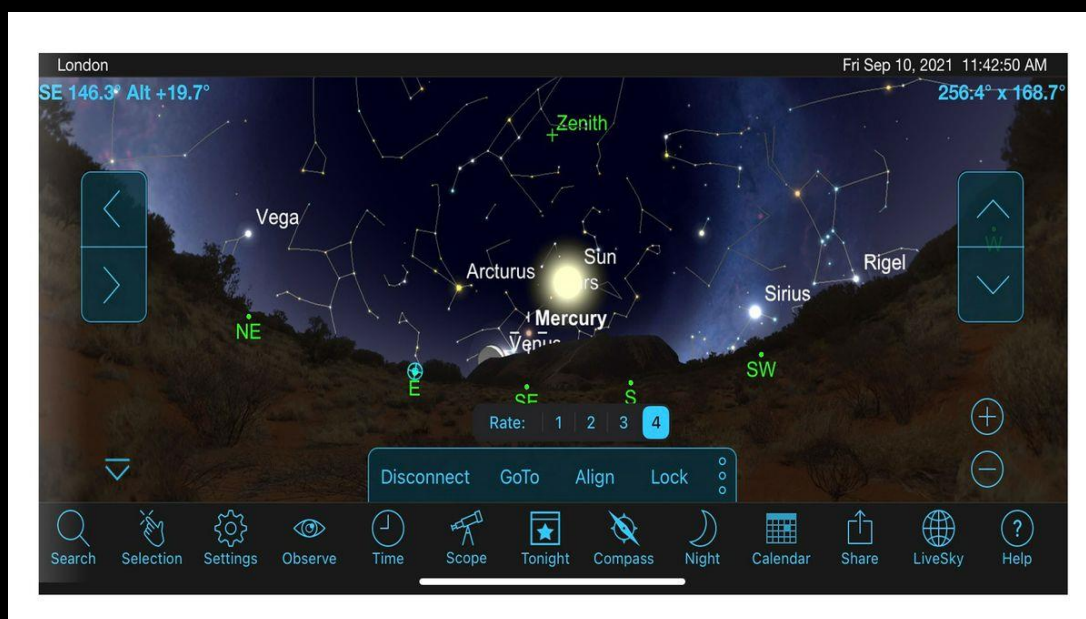 London
Fri Sep 10, 2021 11:42:50 AM
SE 146.3° Alt +19.7°
256.4° x 168.7°
Zenith
Vega
Sun
Arcturus
rs
Rigel
Sirius
W
Mercury
Venus
NE
SW
E
SE
S
Rate: 1 2 3 4
Disconnect GoTo Align Lock
Search Selection Settings Observe Time Scope Tonight Compass Night Calendar Share LiveSky Help